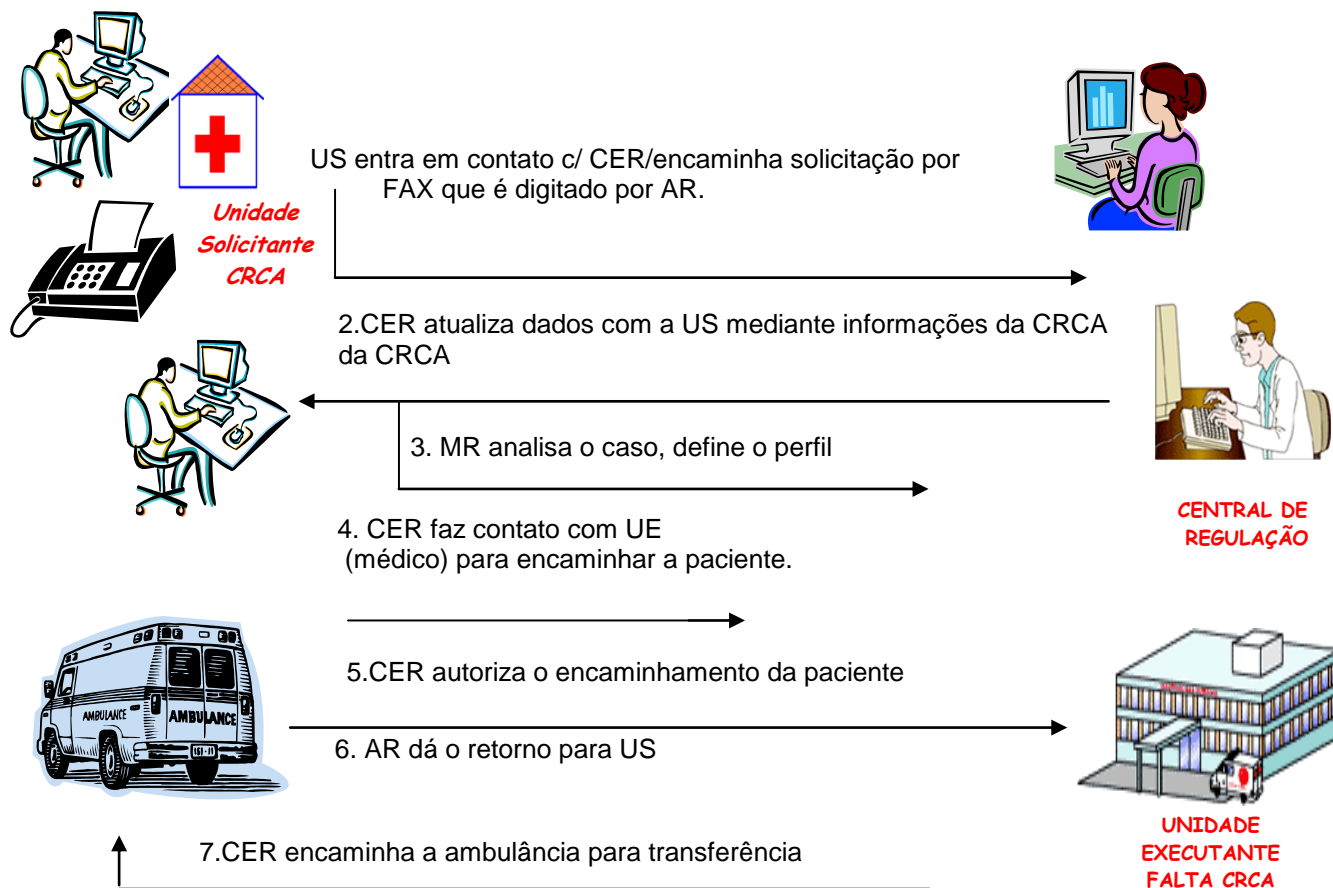 US entra em contato c/ CER/encaminha solicitação por
FAX que é digitado por AR.
Unidade
Solicitante
CRCA
2.CER atualiza dados com a US mediante informações da CRCA
da CRCA
3. MR analisa o caso, define o perfil
CENTRAL DE
REGULAÇÃO
4. CER faz contato com UE
(médico) para encaminhar a paciente.
5.CER autoriza o encaminhamento da paciente
AMBULANCE
AMBULANCE
6. AR dá o retorno para US
7.CER encaminha a ambulância para transferência
UNIDADE
EXECUTANTE
FALTA CRCA